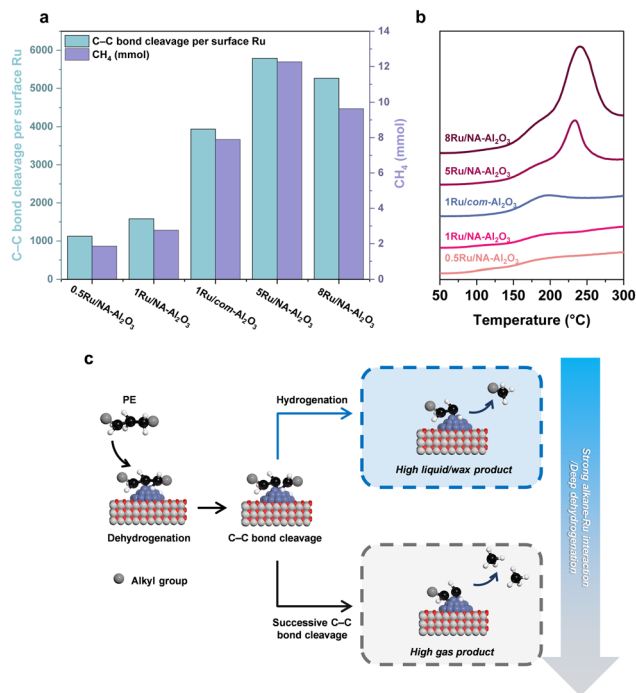 a
C–C bond cleavage per surface Ru
CH₄ (mmol)
C–C bond cleavage per surface Ru
6000
5000
4000
3000
2000
1000
0
CH₄ (mmol)
14
12
10
8
6
4
2
0
0.5Ru/NA-Al₂O₃
1Ru/NA-Al₂O₃
1Ru/com-Al₂O₃
5Ru/NA-Al₂O₃
8Ru/NA-Al₂O₃
b
8Ru/NA-Al₂O₃
5Ru/NA-Al₂O₃
1Ru/com-Al₂O₃
1Ru/NA-Al₂O₃
0.5Ru/NA-Al₂O₃
50 100 150 200 250 300
Temperature (°C)
c
PE
Dehydrogenation
Alkyl group
C–C bond cleavage
Hydrogenation
High liquid/wax product
Successive C–C
bond cleavage
High gas product
Strong alkane-Ru interaction
/Deep dehydrogenation